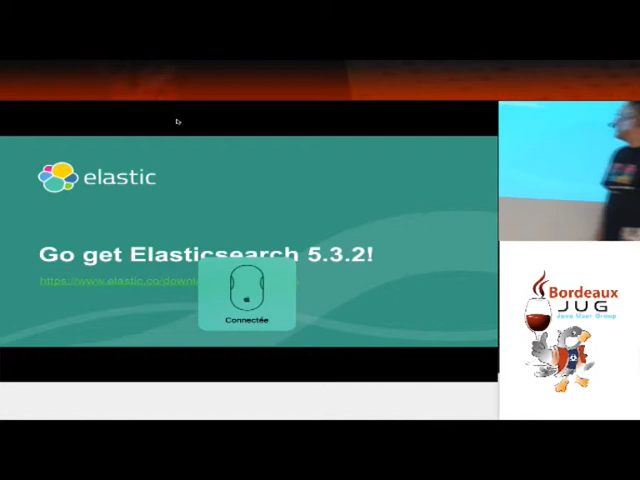 elastic
Go get Elasticsearch 5.3.2!
https://www.elastic.co/downl
Connectée
Bordeaux
JUG
Java User Group